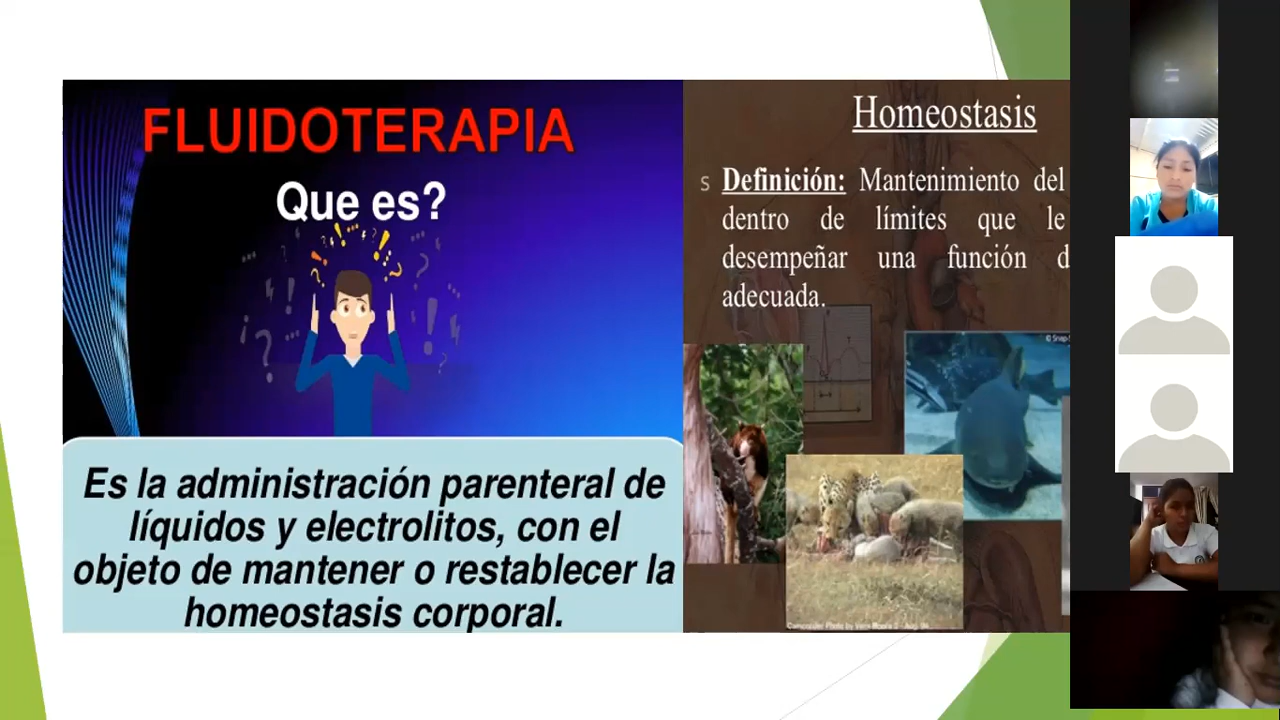 FLUIDOTERAPIA
Que es?
Es la administración parenteral de
líquidos y electrolitos, con el
objeto de mantener o restablecer la
homeostasis corporal.
Homeostasis
s Definición: Mantenimiento del
dentro de límites que le
desempeñar una función d
adecuada.
© Snap-S